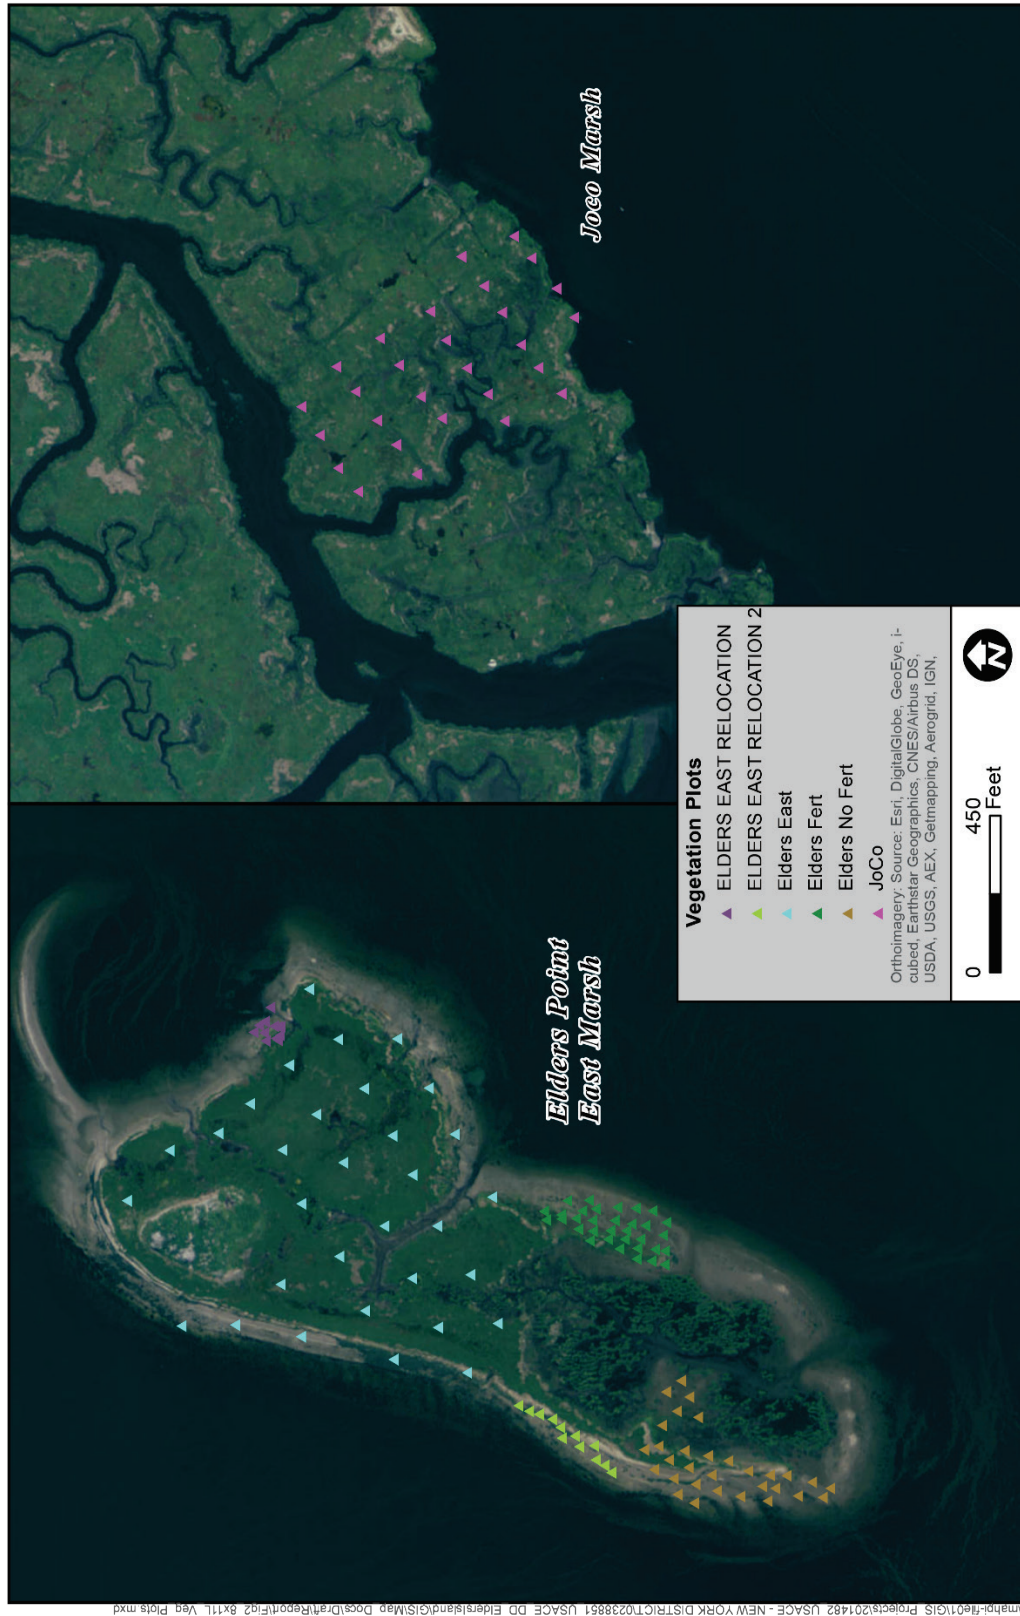 Joco Marsh
Elders Point
East Marsh
Vegetation Plots
ELDERS EAST RELOCATION
ELDERS EAST RELOCATION 2
Elders East
Elders Fert
Elders No Fert
JoCo
Orthoimagery: Source: Esri, DigitalGlobe, GeoEye, i-
cubed, Earthstar Geographics, CNES/Airbus DS,
USDA, USGS, AEX, Getmapping, Aerogrid, IGN,
0 450
Feet
N